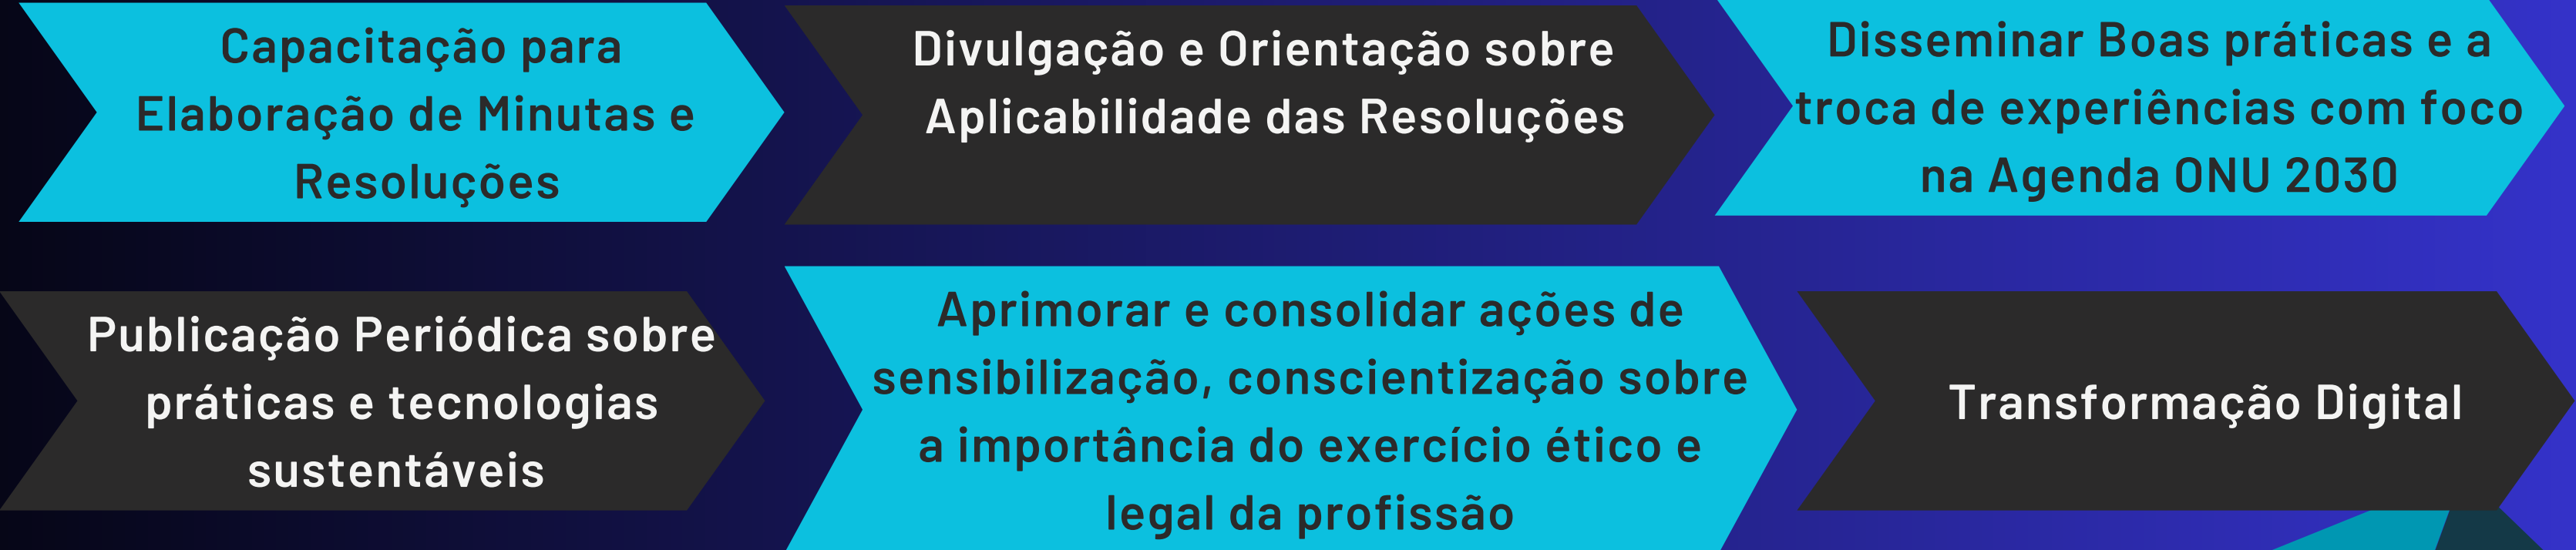 Capacitação para
Elaboração de Minutas e
Resoluções
Divulgação e Orientação sobre
Aplicabilidade das Resoluções
Disseminar Boas práticas e a
troca de experiências com foco
na Agenda ONU 2030
Publicação Periódica sobre
práticas e tecnologias
sustentáveis
Aprimorar e consolidar ações de
sensibilização, conscientização sobre
a importância do exercício ético e
legal da profissão
Transformação Digital